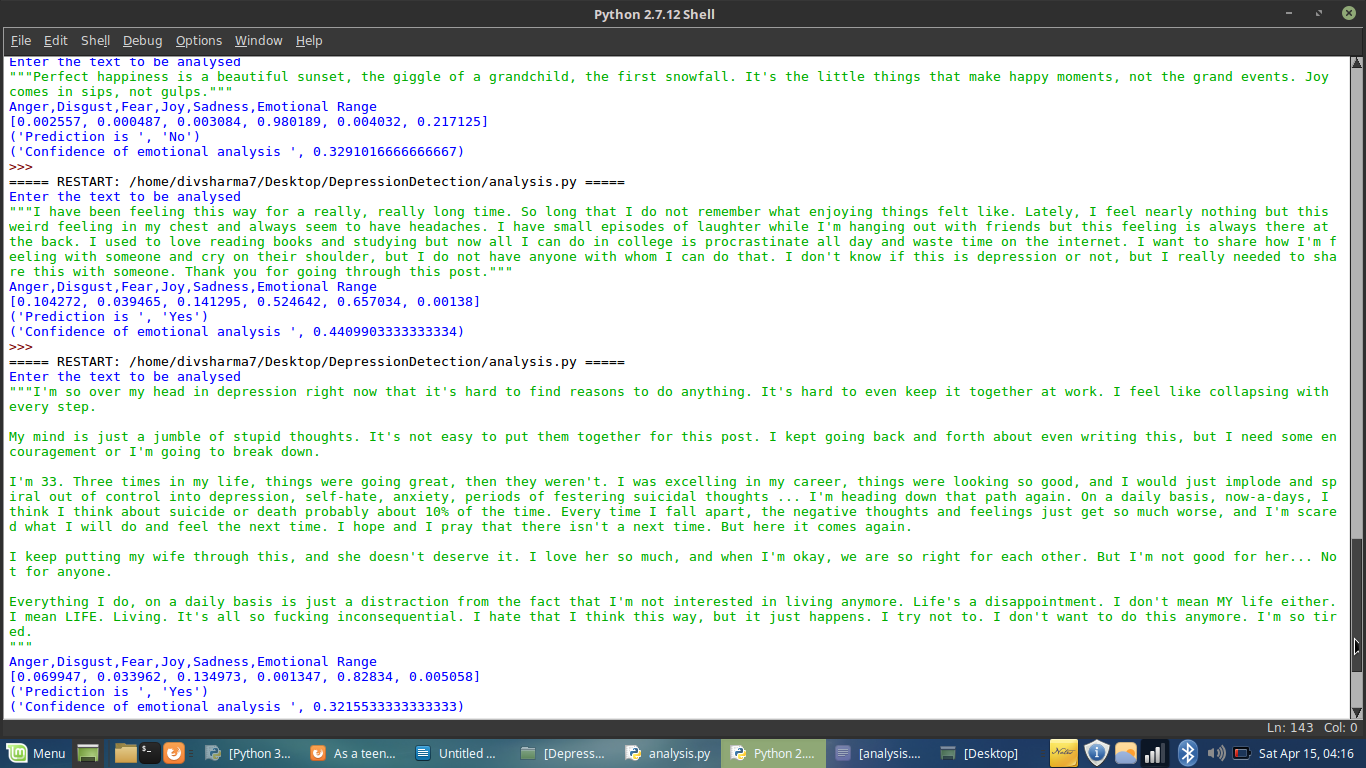 Python 2.7.12 Shell
File Edit Shell Debug Options Window Help
Enter the text to be analysed
"""Perfect happiness is a beautiful sunset, the giggle of a grandchild, the first snowfall. It's the little things that make happy moments, not the grand events. Joy
comes in sips, not gulps."""
Anger,Disgust,Fear,Joy,Sadness,Emotional Range
[0.002557, 0.000487, 0.003084, 0.980189, 0.004032, 0.217125]
('Prediction is ', 'No')
('Confidence of emotional analysis ', 0.3291016666666667)
>>>
===== RESTART: /home/divsharma7/Desktop/DepressionDetection/analysis.py =====
Enter the text to be analysed
"""I have been feeling this way for a really, really long time. So long that I do not remember what enjoying things felt like. Lately, I feel nearly nothing but this
weird feeling in my chest and always seem to have headaches. I have small episodes of laughter while I'm hanging out with friends but this feeling is always there at
the back. I used to love reading books and studying but now all I can do in college is procrastinate all day and waste time on the internet. I want to share how I'm f
eeling with someone and cry on their shoulder, but I do not have anyone with whom I can do that. I don't know if this is depression or not, but I really needed to sha
re this with someone. Thank you for going through this post."""
Anger,Disgust,Fear,Joy,Sadness,Emotional Range
[0.104272, 0.039465, 0.141295, 0.524642, 0.657034, 0.00138]
('Prediction is ', 'Yes')
('Confidence of emotional analysis ', 0.4409903333333334)
>>>
===== RESTART: /home/divsharma7/Desktop/DepressionDetection/analysis.py =====
Enter the text to be analysed
"""I'm so over my head in depression right now that it's hard to find reasons to do anything. It's hard to even keep it together at work. I feel like collapsing with
every step.
My mind is just a jumble of stupid thoughts. It's not easy to put them together for this post. I kept going back and forth about even writing this, but I need some en
couragement or I'm going to break down.
I'm 33. Three times in my life, things were going great, then they weren't. I was excelling in my career, things were looking so good, and I would just implode and sp
iral out of control into depression, self-hate, anxiety, periods of festering suicidal thoughts ... I'm heading down that path again. On a daily basis, now-a-days, I
think I think about suicide or death probably about 10% of the time. Every time I fall apart, the negative thoughts and feelings just get so much worse, and I'm scare
d what I will do and feel the next time. I hope and I pray that there isn't a next time. But here it comes again.
I keep putting my wife through this, and she doesn't deserve it. I love her so much, and when I'm okay, we are so right for each other. But I'm not good for her... No
t for anyone.
Everything I do, on a daily basis is just a distraction from the fact that I'm not interested in living anymore. Life's a disappointment. I don't mean MY life either.
I mean LIFE. Living. It's all so fucking inconsequential. I hate that I think this way, but it just happens. I try not to. I don't want to do this anymore. I'm so tir
ed.
"""
Anger,Disgust,Fear,Joy,Sadness,Emotional Range
[0.069947, 0.033962, 0.134973, 0.001347, 0.82834, 0.005058]
('Prediction is ', 'Yes')
('Confidence of emotional analysis ', 0.3215533333333333)
Ln: 143 Col: 0
Menu [Python 3... As a teen... Untitled ... [Depress... analysis.py Python 2.... [analysis.... [Desktop] Notes Sat Apr 15, 04:16